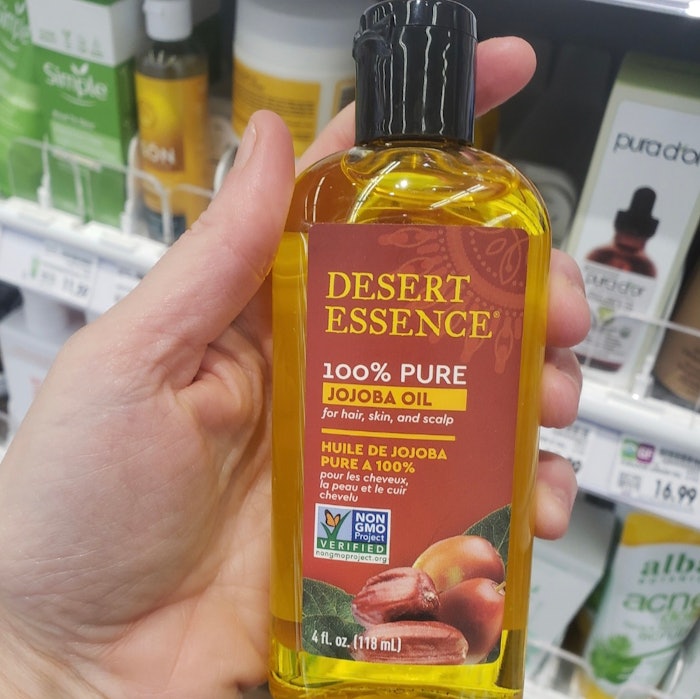 Simple
pura d'or
DESERT
ESSENCE®
100% PURE
JOJOBA OIL
for hair, skin, and scalp
HUILE DE JOJOBA
PURE A 100%
pour les cheveux,
la peau et le cuir
chevelu
NON
GMO
Project
VERIFIED
nongmoproject.org
4 fl. oz. (118 mL)
16.99
alba
acne